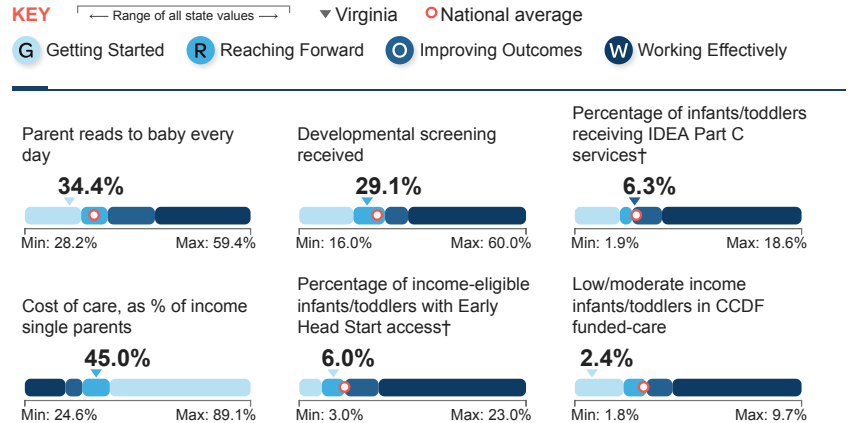 KEY
← Range of all state values →
Virginia
National average
G Getting Started
R Reaching Forward
O Improving Outcomes
W Working Effectively
Parent reads to baby every
day
34.4%
Min: 28.2% Max: 59.4%
Developmental screening
received
29.1%
Min: 16.0% Max: 60.0%
Percentage of infants/toddlers
receiving IDEA Part C
services†
6.3%
Min: 1.9% Max: 18.6%
Cost of care, as % of income
single parents
45.0%
Min: 24.6% Max: 89.1%
Percentage of income-eligible
infants/toddlers with Early
Head Start access†
6.0%
Min: 3.0% Max: 23.0%
Low/moderate income
infants/toddlers in CCDF
funded-care
2.4%
Min: 1.8% Max: 9.7%